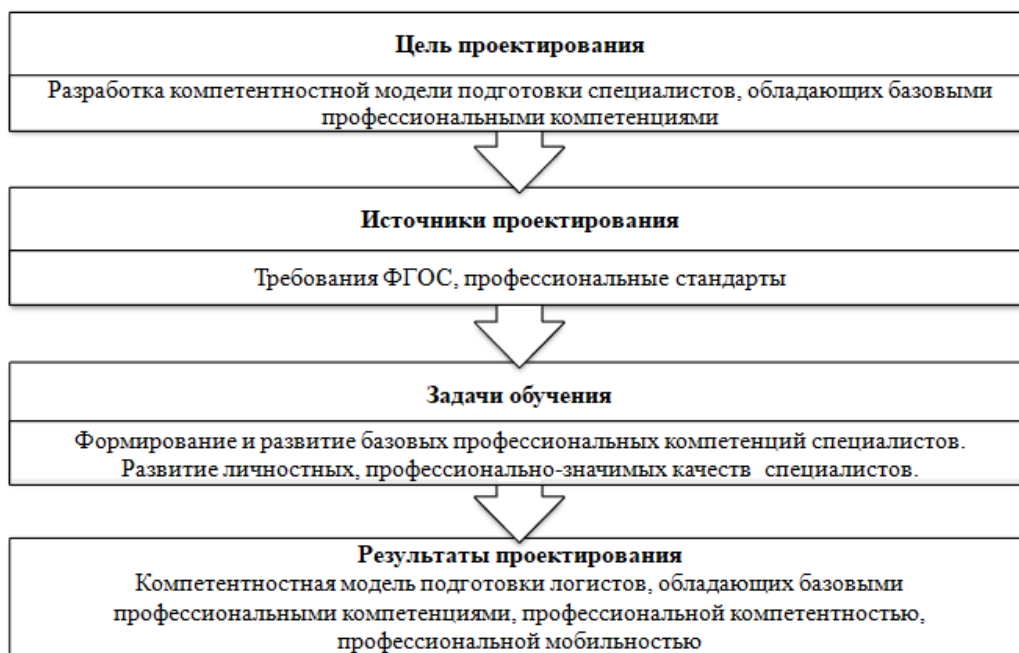 Цель проектирования
Разработка компетентностной модели подготовки специалистов, обладающих базовыми
профессиональными компетенциями
Источники проектирования
Требования ФГОС, профессиональные стандарты
Задачи обучения
Формирование и развитие базовых профессиональных компетенций специалистов.
Развитие личностных, профессионально-значимых качеств специалистов.
Результаты проектирования
Компетентностная модель подготовки логистов, обладающих базовыми
профессиональными компетенциями, профессиональной компетентностью,
профессиональной мобильностью